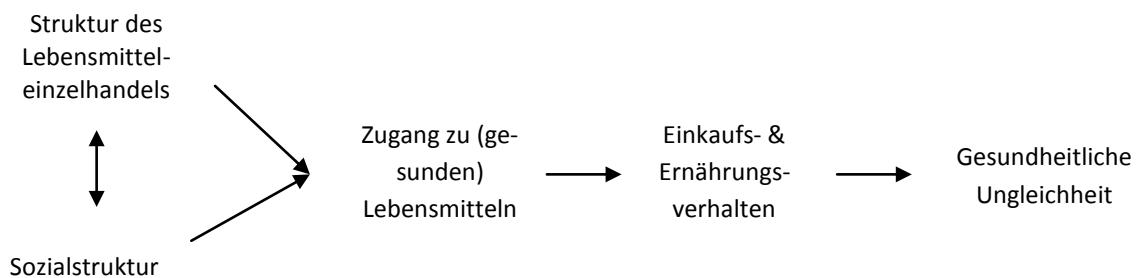 Struktur des
Lebensmittel-
einzelhandels
Zugang zu (ge-
sunden)
Lebensmitteln
Einkaufs- &
Ernährungs-
verhalten
Gesundheitliche
Ungleichheit
Sozialstruktur